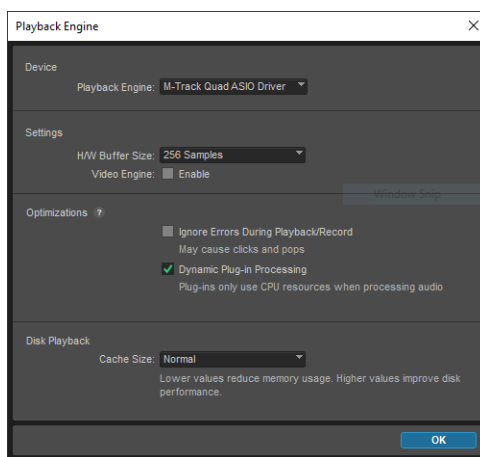 Playback Engine
Device
Playback Engine: M-Track Quad ASIO Driver
Settings
H/W Buffer Size: 256 Samples
Video Engine: Enable
Window Snip
Optimizations ?
Ignore Errors During Playback/Record
May cause clicks and pops
Dynamic Plug-in Processing
Plug-ins only use CPU resources when processing audio
Disk Playback
Cache Size: Normal
Lower values reduce memory usage. Higher values improve disk
performance.
OK